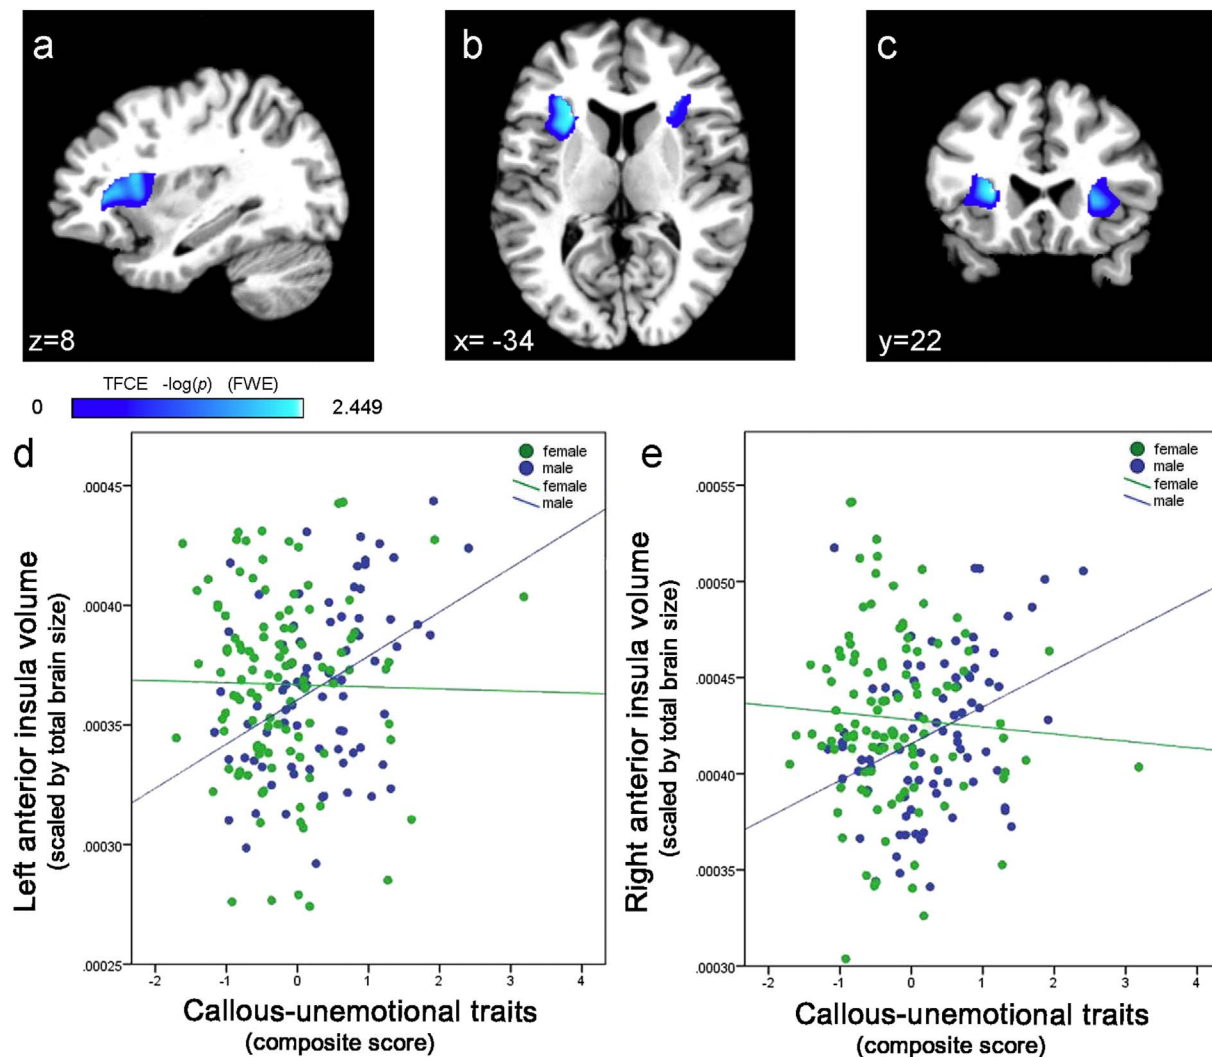 a
b
c
z=8
x= -34
y=22
TFCE -log(p) (FWE)
0
2.449
d
female
male
female
male
.00045
.00040
.00035
.00030
.00025
Left anterior insula volume
(scaled by total brain size)
-2 -1 0 1 2 3 4
Callous-unemotional traits
(composite score)
e
female
male
female
male
.00055
.00050
.00045
.00040
.00035
.00030
Right anterior insula volume
(scaled by total brain size)
-2 -1 0 1 2 3 4
Callous-unemotional traits
(composite score)